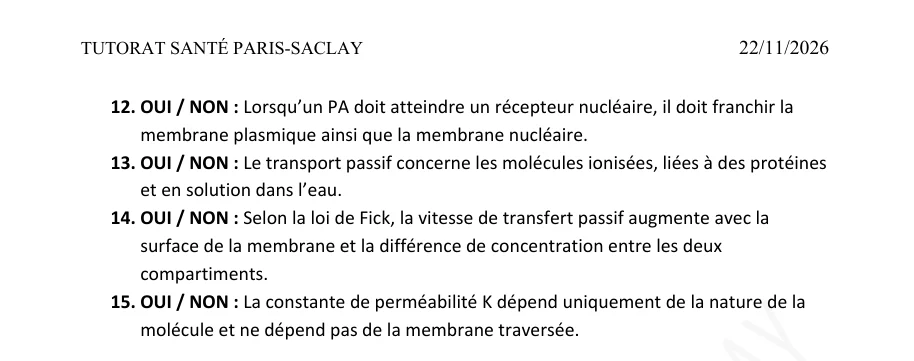 TUTORAT SANTÉ PARIS-SACLAY 22/11/2026
12. OUI / NON : Lorsqu’un PA doit atteindre un récepteur nucléaire, il doit franchir la
membrane plasmique ainsi que la membrane nucléaire.
13. OUI / NON : Le transport passif concerne les molécules ionisées, liées à des protéines
et en solution dans l’eau.
14. OUI / NON : Selon la loi de Fick, la vitesse de transfert passif augmente avec la
surface de la membrane et la différence de concentration entre les deux
compartiments.
15. OUI / NON : La constante de perméabilité K dépend uniquement de la nature de la
molécule et ne dépend pas de la membrane traversée.